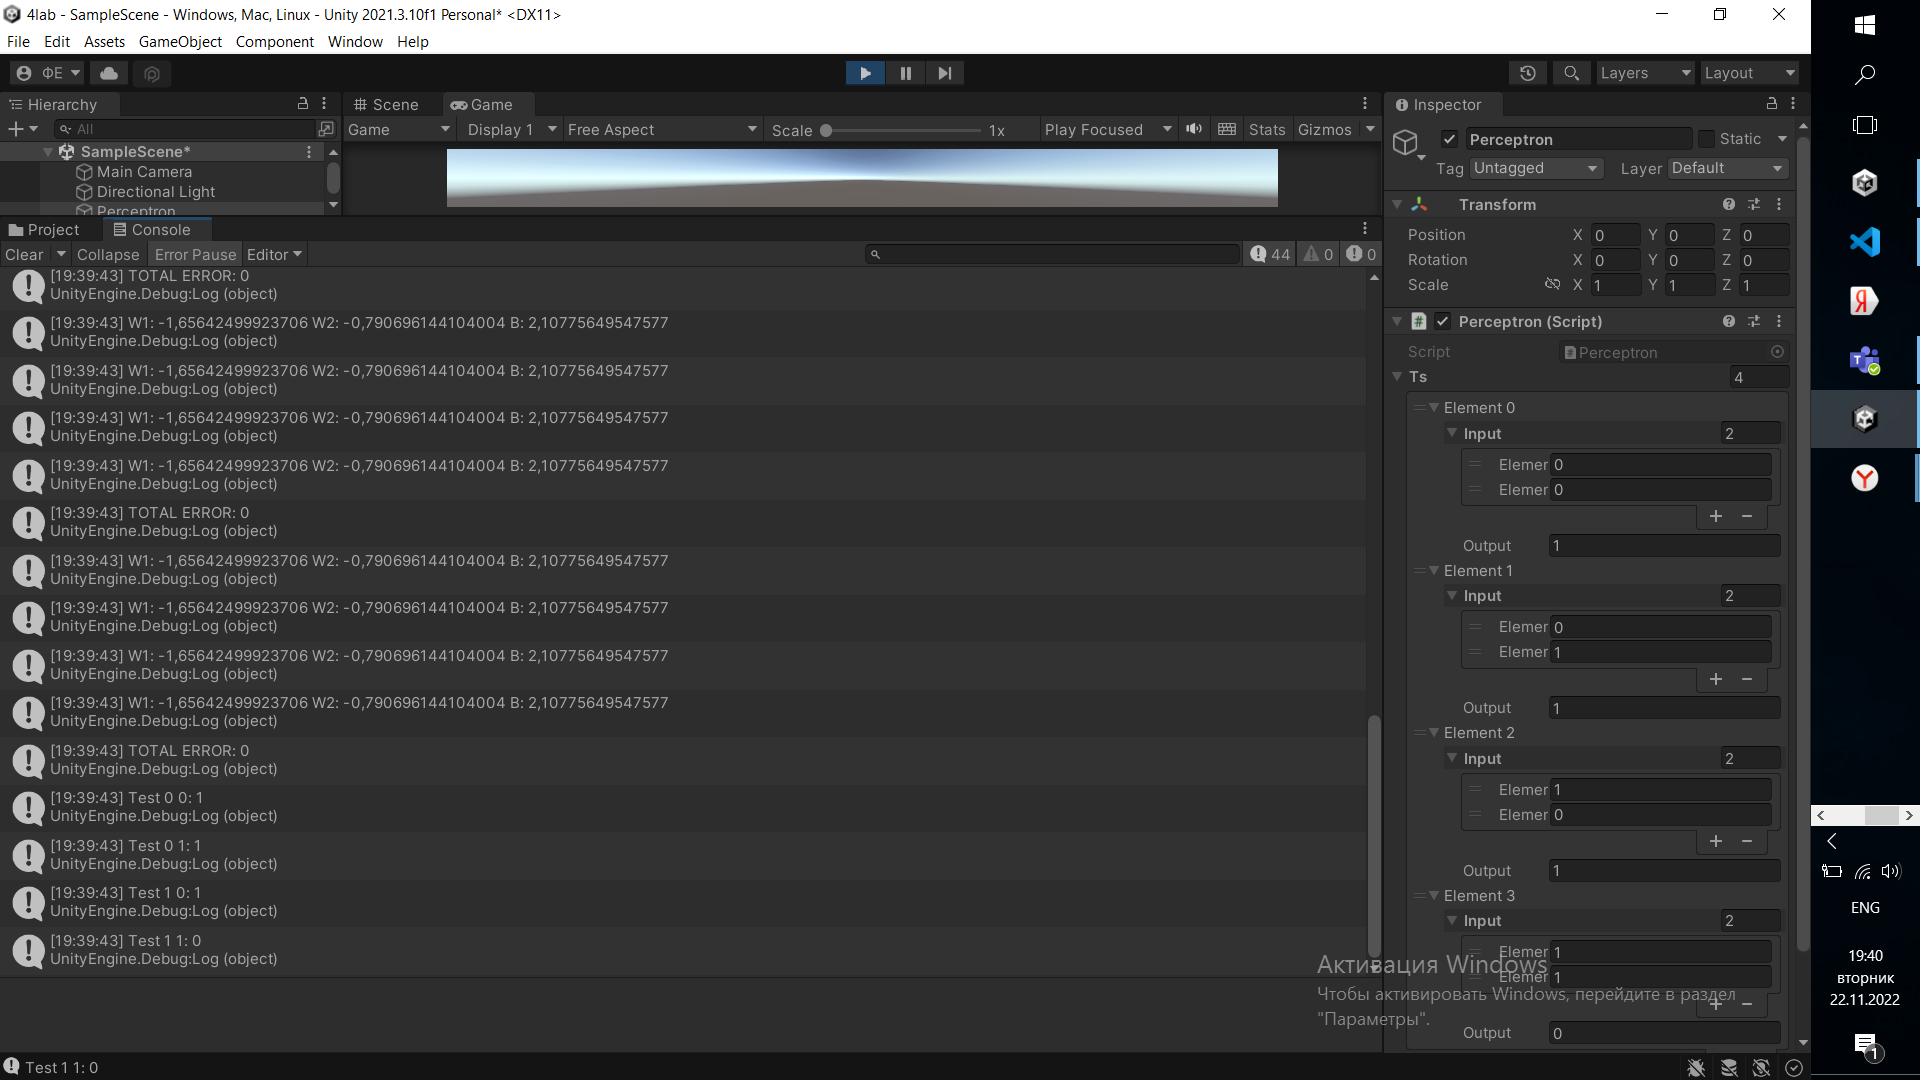 4lab - SampleScene - Windows, Mac, Linux - Unity 2021.3.10f1 Personal* <DX11>
File Edit Assets GameObject Component Window Help
ФЕ
Layers Layout
Hierarchy
All
SampleScene*
Main Camera
Directional Light
Perceptron
Scene Game
Game Display 1 Free Aspect Scale 1x Play Focused Stats Gizmos
Project Console
Clear Collapse Error Pause Editor 44 0 0
[19:39:43] TOTAL ERROR: 0
UnityEngine.Debug:Log (object)
[19:39:43] W1: -1,65642499923706 W2: -0,790696144104004 B: 2,10775649547577
UnityEngine.Debug:Log (object)
[19:39:43] W1: -1,65642499923706 W2: -0,790696144104004 B: 2,10775649547577
UnityEngine.Debug:Log (object)
[19:39:43] W1: -1,65642499923706 W2: -0,790696144104004 B: 2,10775649547577
UnityEngine.Debug:Log (object)
[19:39:43] W1: -1,65642499923706 W2: -0,790696144104004 B: 2,10775649547577
UnityEngine.Debug:Log (object)
[19:39:43] TOTAL ERROR: 0
UnityEngine.Debug:Log (object)
[19:39:43] W1: -1,65642499923706 W2: -0,790696144104004 B: 2,10775649547577
UnityEngine.Debug:Log (object)
[19:39:43] W1: -1,65642499923706 W2: -0,790696144104004 B: 2,10775649547577
UnityEngine.Debug:Log (object)
[19:39:43] W1: -1,65642499923706 W2: -0,790696144104004 B: 2,10775649547577
UnityEngine.Debug:Log (object)
[19:39:43] W1: -1,65642499923706 W2: -0,790696144104004 B: 2,10775649547577
UnityEngine.Debug:Log (object)
[19:39:43] TOTAL ERROR: 0
UnityEngine.Debug:Log (object)
[19:39:43] Test 0 0: 1
UnityEngine.Debug:Log (object)
[19:39:43] Test 0 1: 1
UnityEngine.Debug:Log (object)
[19:39:43] Test 1 0: 1
UnityEngine.Debug:Log (object)
[19:39:43] Test 1 1: 0
UnityEngine.Debug:Log (object)
Test 1 1: 0
Inspector
Perceptron Static
Tag Untagged Layer Default
Transform
Position X 0 Y 0 Z 0
Rotation X 0 Y 0 Z 0
Scale X 1 Y 1 Z 1
Perceptron (Script)
Script Perceptron
Ts 4
Element 0
Input 2
Elemer 0
Elemer 0
Output 1
Element 1
Input 2
Elemer 0
Elemer 1
Output 1
Element 2
Input 2
Elemer 1
Elemer 0
Output 1
Element 3
Input 2
Elemer 1
Elemer 1
Output 0
Активация Windows
Чтобы активировать Windows, перейдите в раздел
"Параметры".
ENG
19:40
вторник
22.11.2022
1